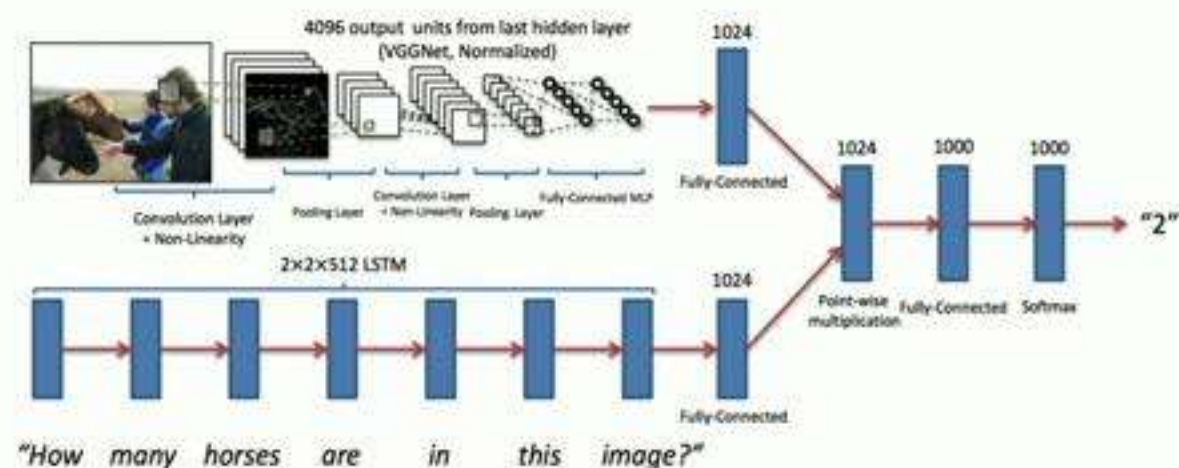 4096 output units from last hidden layer
(VGGNet, Normalized)
1024
Fully-Connected
Convolution Layer
+ Non-Linearity
Pooling Layer
Convolution Layer
+ Non-Linearity
Pooling Layer
Fully-Connected MLP
1024
1000
1000
"2"
Point-wise
multiplication
Fully-Connected
Softmax
2×2×512 LSTM
1024
Fully-Connected
"How many horses are in this image?"